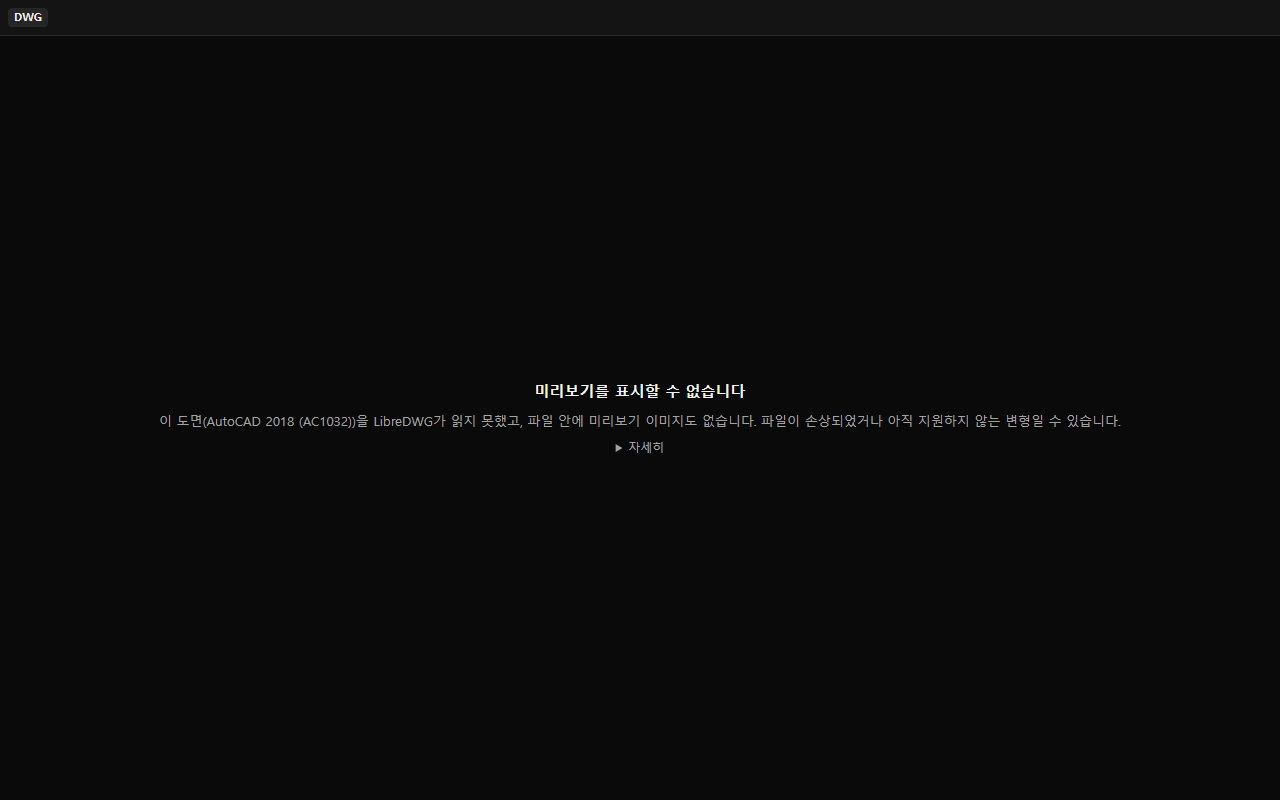 DWG
미리보기를 표시할 수 없습니다
이 도면(AutoCAD 2018 (AC1032))을 LibreDWG가 읽지 못했고, 파일 안에 미리보기 이미지도 없습니다. 파일이 손상되었거나 아직 지원하지 않는 변형일 수 있습니다.
▶ 자세히